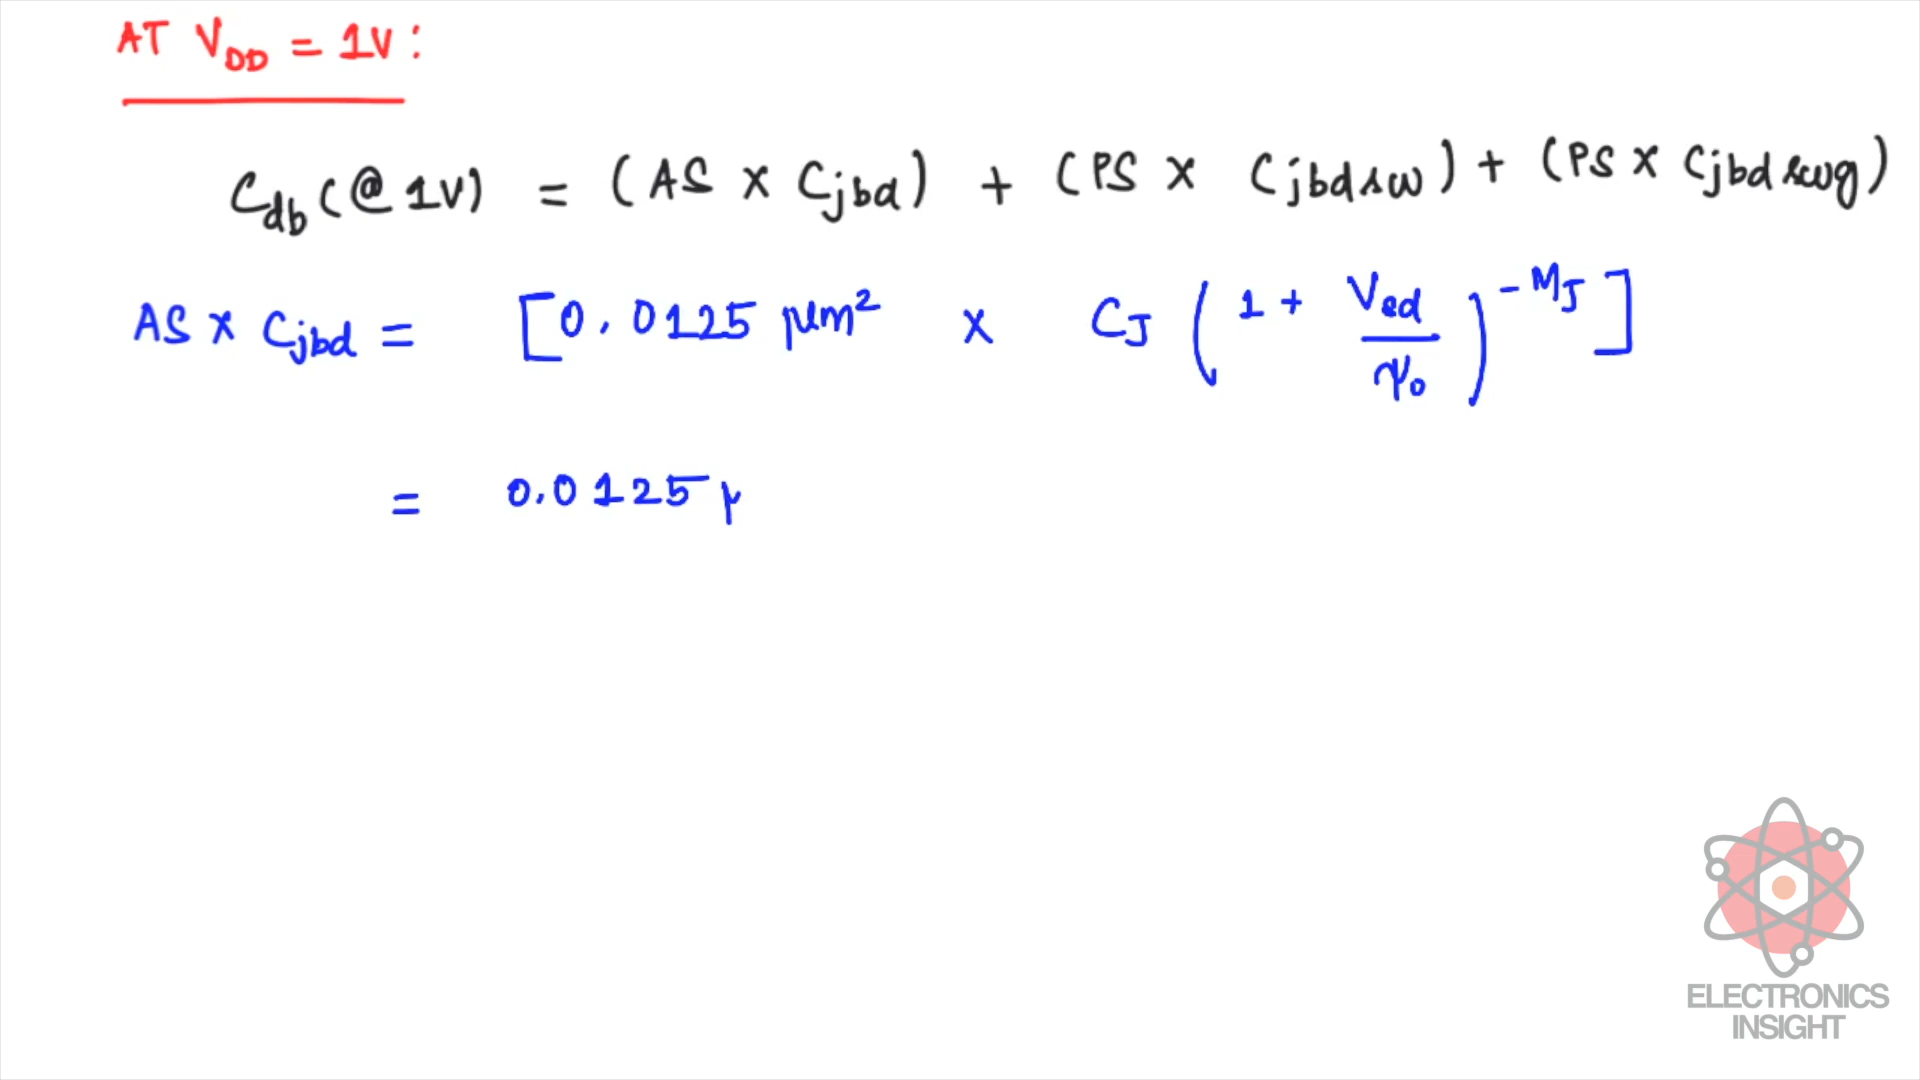 AT V_DD = 1V :
C_db (@ 1V) = (AS X C_jbd) + (PS X C_jbdsw) + (PS X C_jbdswg)
AS X C_jbd = [0.0125 μm² X C_J (1 + V_sd / ψ_0)^-M_J]
= 0.0125 μ
ELECTRONICS
INSIGHT